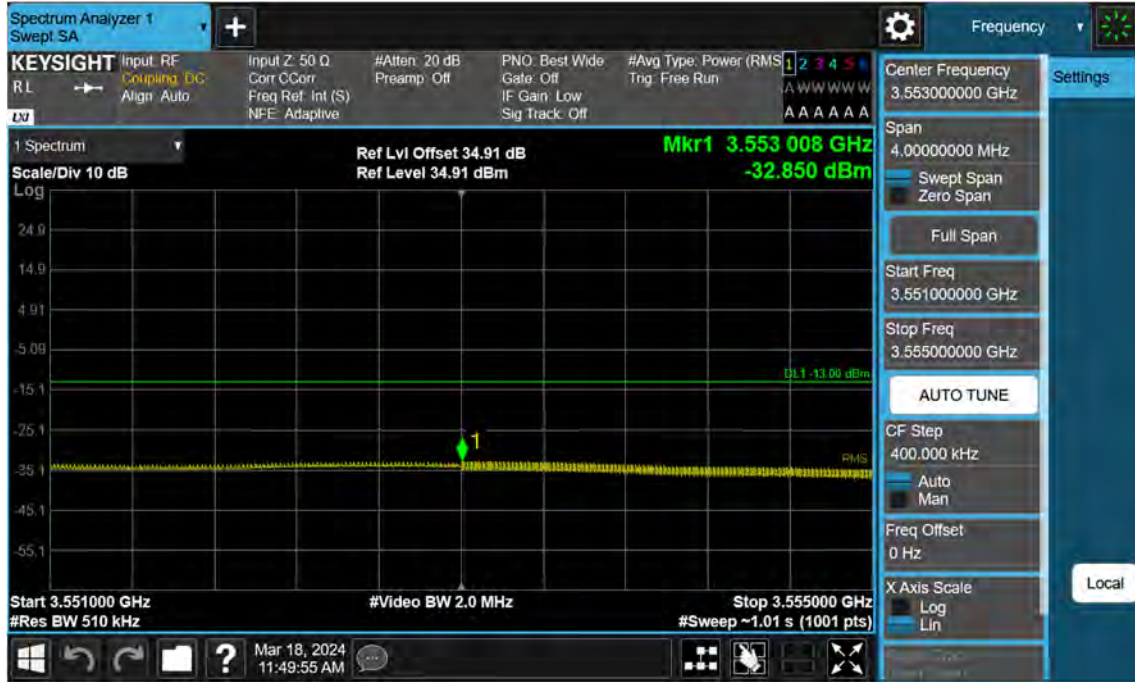 Spectrum Analyzer 1
Swept SA
+
Frequency
KEYSIGHT
RL
LXI
Input: RF
Coupling: DC
Align: Auto
Input Z: 50 Ω
Corr CCorr
Freq Ref: Int (S)
NFE: Adaptive
#Atten: 20 dB
Preamp: Off
PNO: Best Wide
Gate: Off
IF Gain: Low
Sig Track: Off
#Avg Type: Power (RMS
Trig: Free Run
1 2 3 4 5 6
A W W W W W
A A A A A A
Center Frequency
3.553000000 GHz
Settings
1 Spectrum
Scale/Div 10 dB
Log
Ref Lvl Offset 34.91 dB
Ref Level 34.91 dBm
Mkr1 3.553 008 GHz
-32.850 dBm
Span
4.00000000 MHz
Swept Span
Zero Span
Full Span
Start Freq
3.551000000 GHz
Stop Freq
3.555000000 GHz
AUTO TUNE
CF Step
400.000 kHz
Auto
Man
Freq Offset
0 Hz
X Axis Scale
Log
Lin
Local
24.9
14.9
4.91
-5.09
-15.1
-25.1
-35.1
-45.1
-55.1
DL1 -13.00 dBm
1
RMS
Start 3.551000 GHz
#Res BW 510 kHz
#Video BW 2.0 MHz
Stop 3.555000 GHz
#Sweep ~1.01 s (1001 pts)
?
Mar 18, 2024
11:49:55 AM